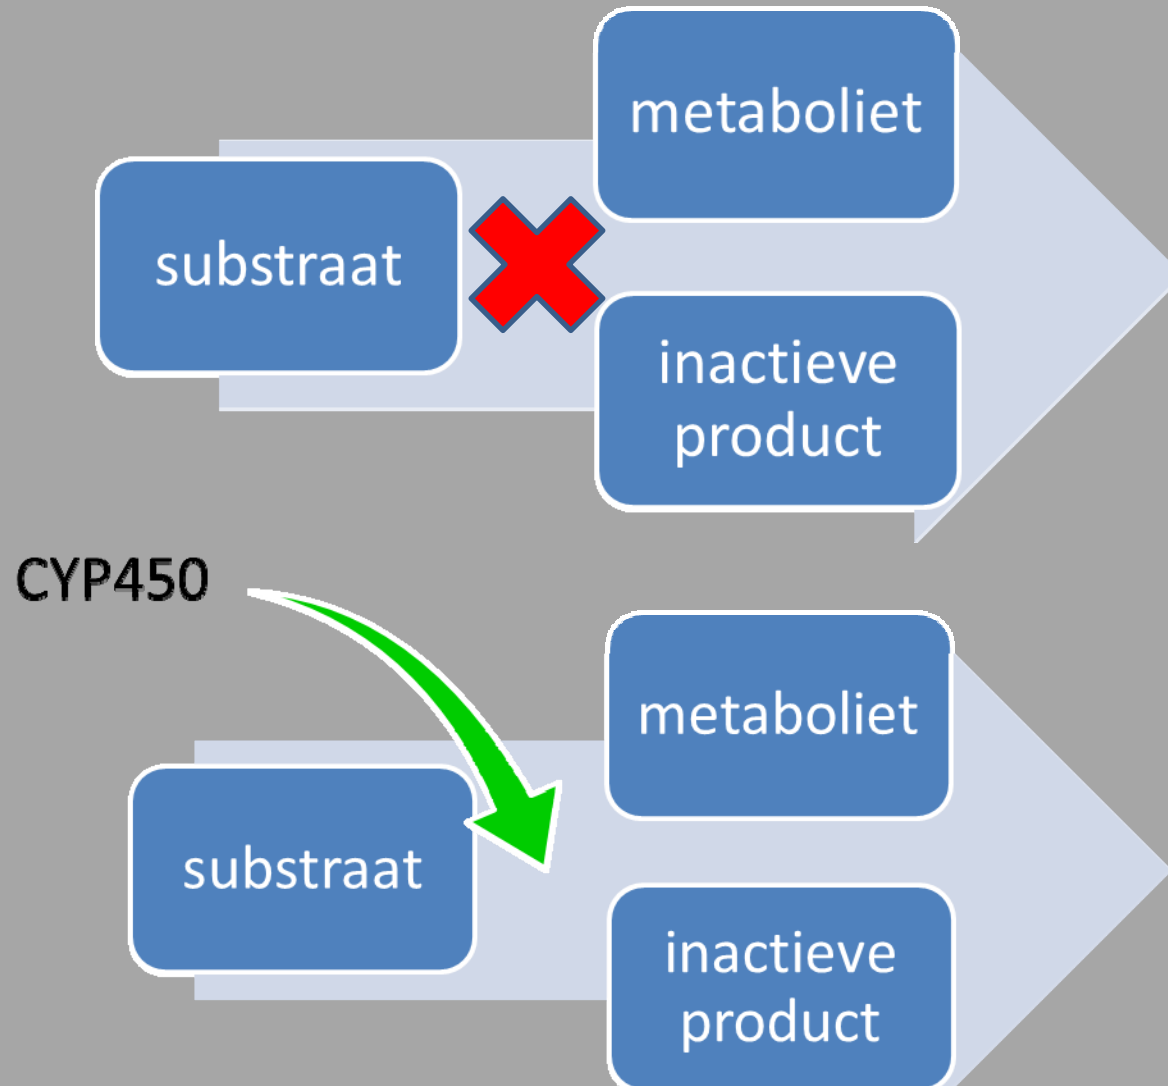 metaboliet
substraat
inactieve
product
CYP450
metaboliet
substraat
inactieve
product